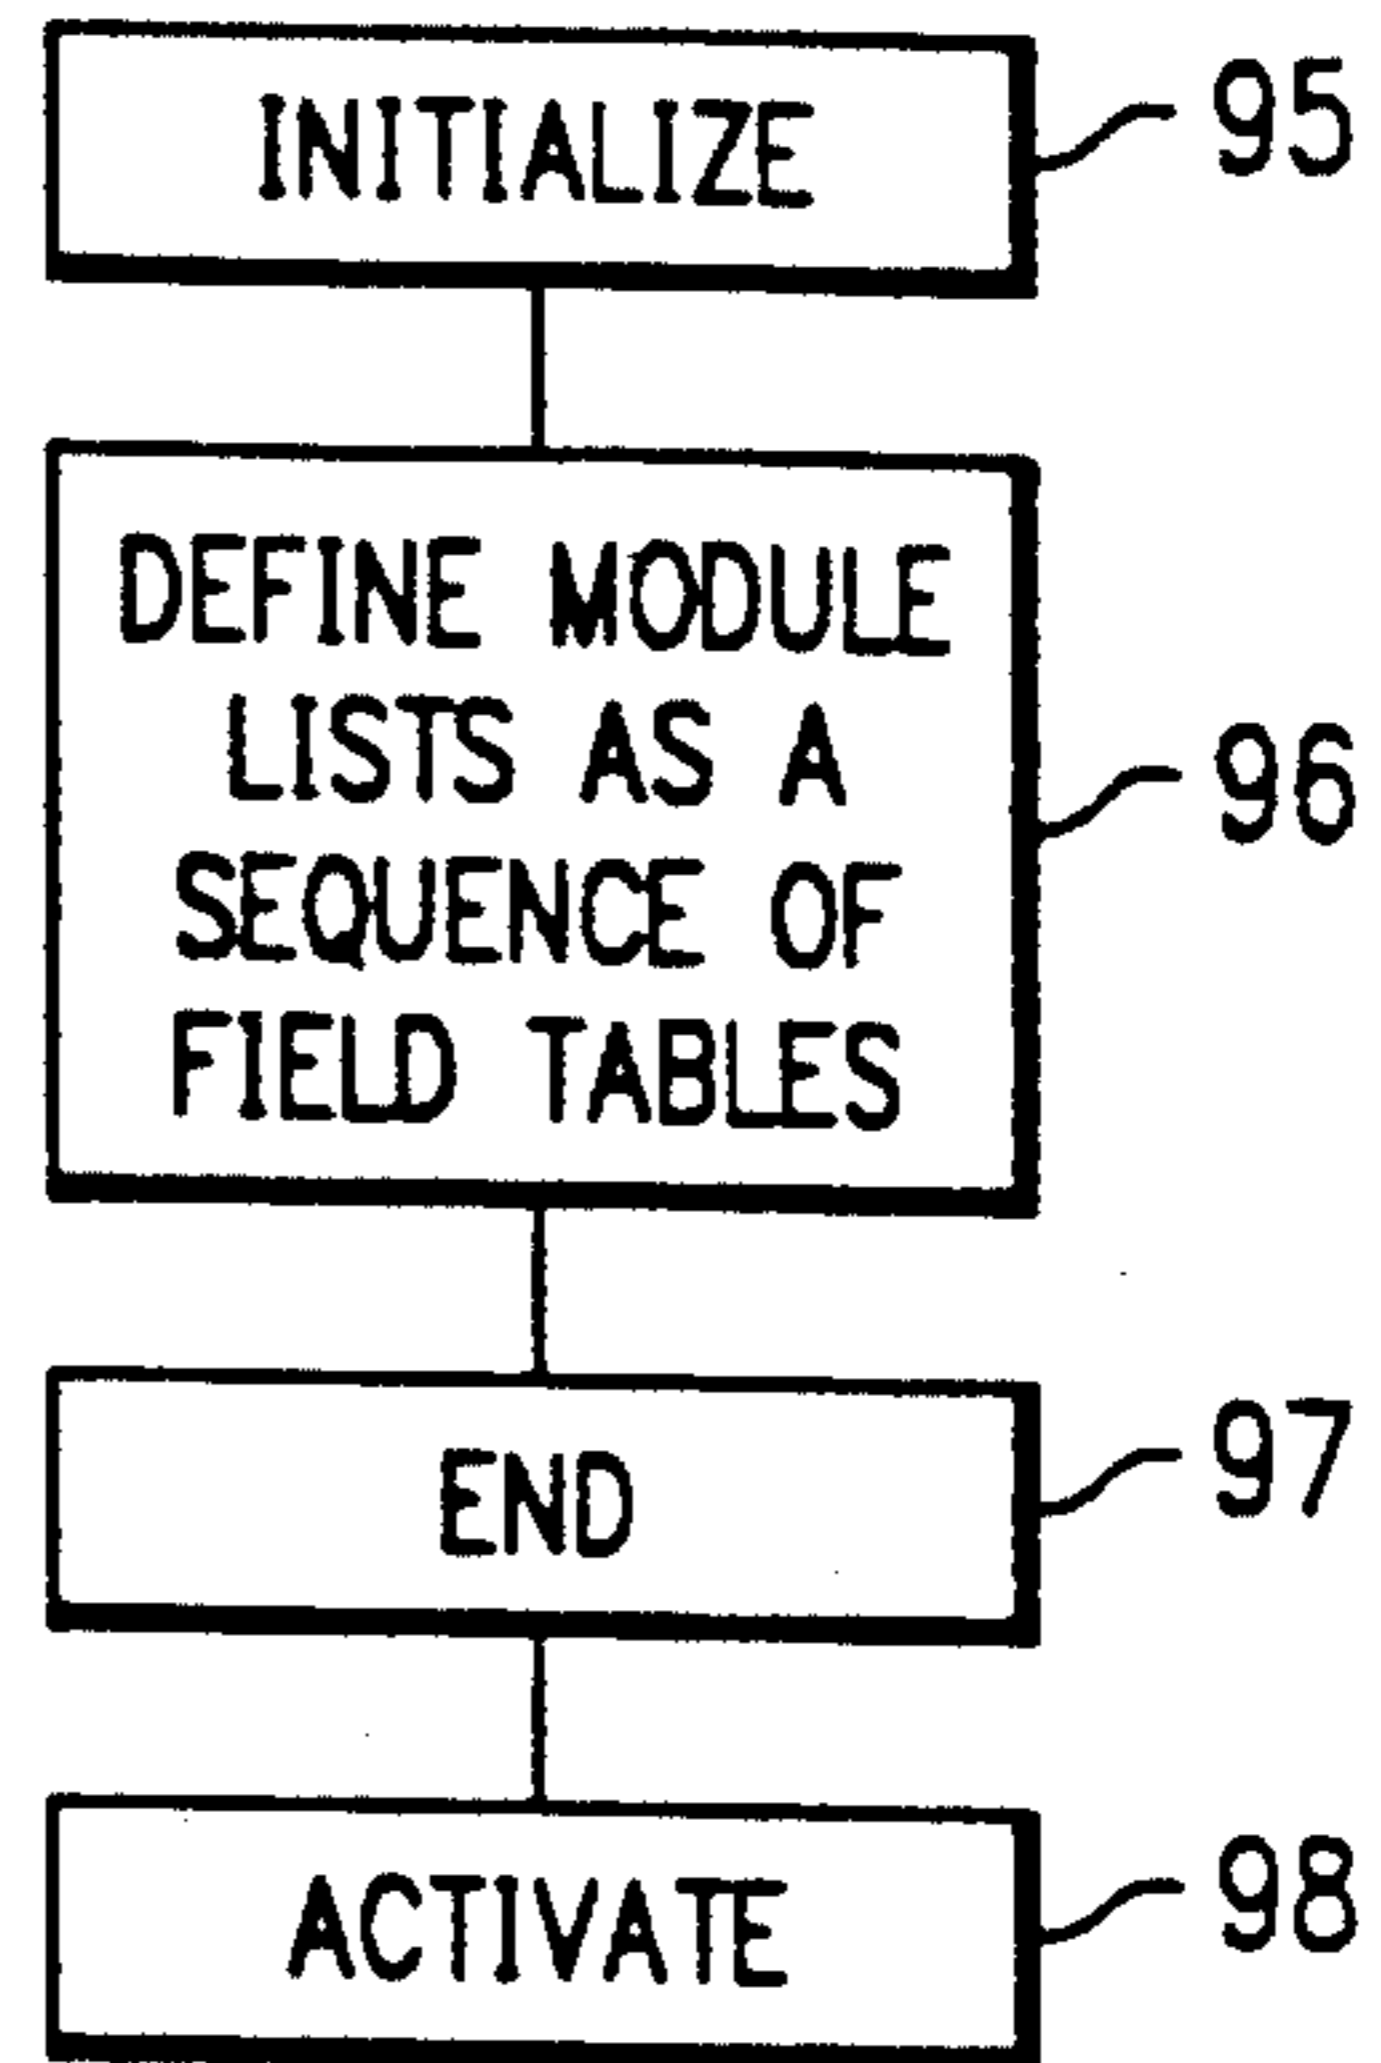 INITIALIZE
95
DEFINE MODULE
LISTS AS A
SEQUENCE OF
FIELD TABLES
96
END
97
ACTIVATE
98